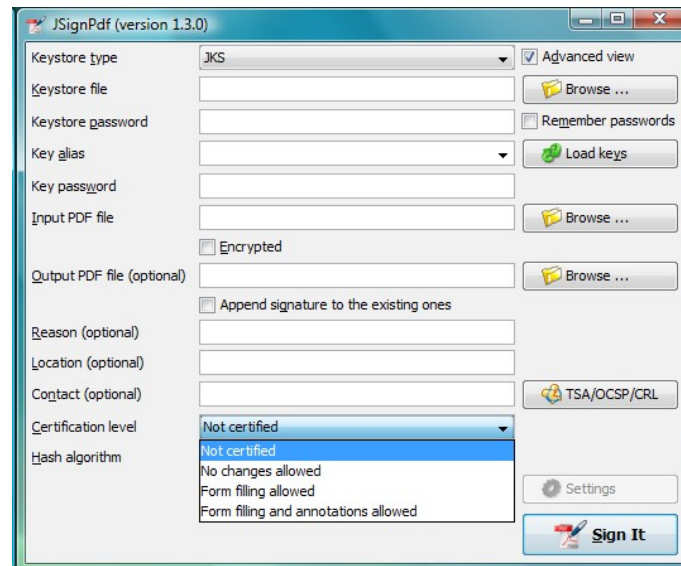 JSignPdf (version 1.3.0)
Keystore type JKS Advanced view
Keystore file Browse ...
Keystore password Remember passwords
Key alias Load keys
Key password
Input PDF file Browse ...
Encrypted
Output PDF file (optional) Browse ...
Append signature to the existing ones
Reason (optional)
Location (optional)
Contact (optional) TSA/OCSP/CRL
Certification level Not certified
Not certified
Hash algorithm
No changes allowed
Form filling allowed
Settings
Form filling and annotations allowed
Sign It